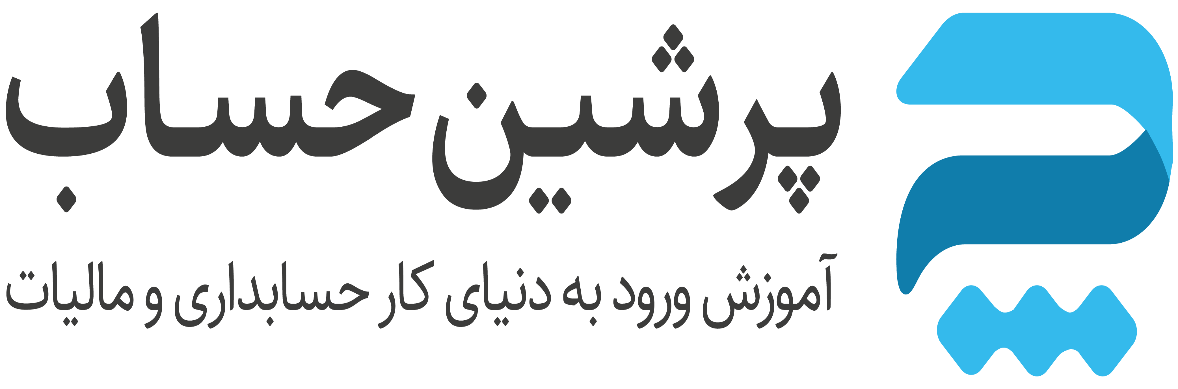 پرشین حساب
آموزش ورود به دنیای کار حسابداری و مالیات